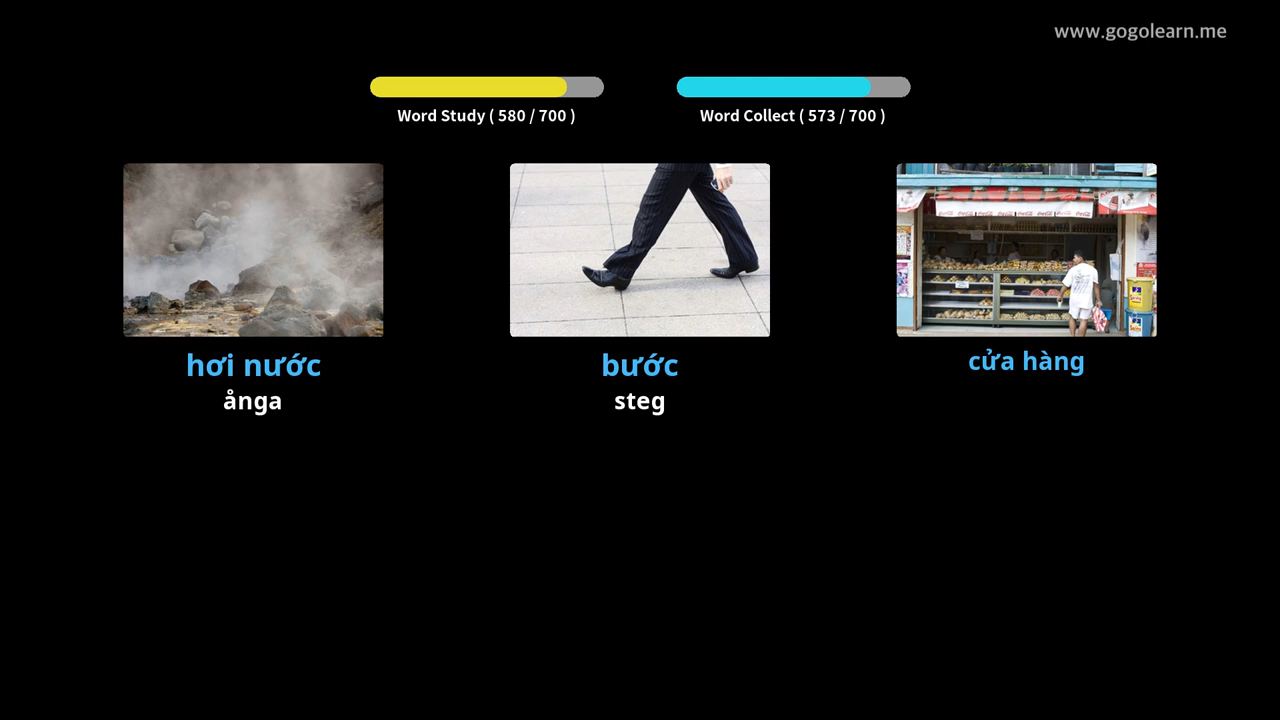 www.gogolearn.me
Word Study ( 580 / 700 )
Word Collect ( 573 / 700 )
hơi nước
ånga
bước
steg
cửa hàng